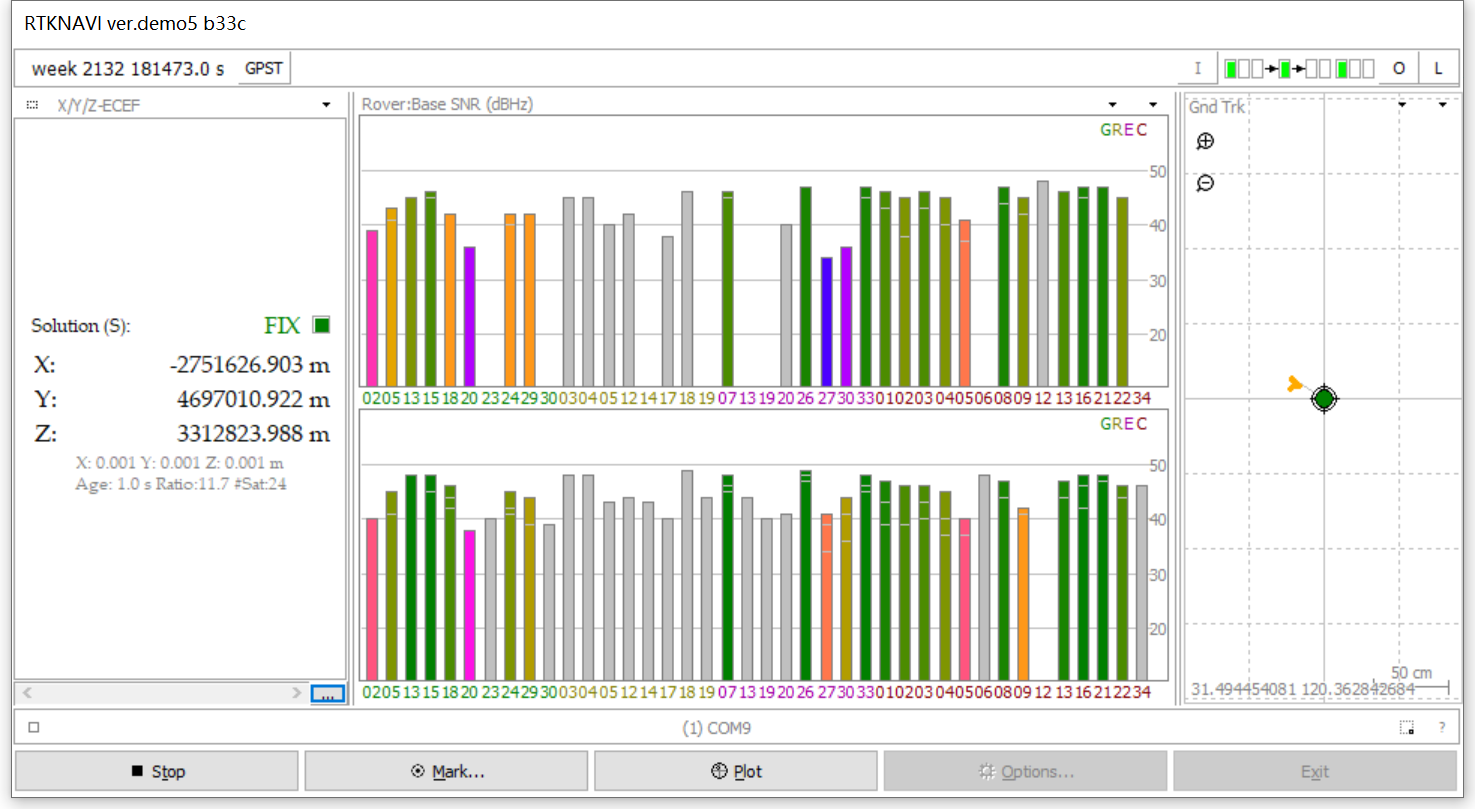 RTKNAVI ver.demo5 b33c
week 2132 181473.0 s GPST I O L
X/Y/Z-ECEF
Solution (S): FIX
X: -2751626.903 m
Y: 4697010.922 m
Z: 3312823.988 m
X: 0.001 Y: 0.001 Z: 0.001 m
Age: 1.0 s Ratio:11.7 #Sat:24
...
Rover:Base SNR (dBHz)
GREC
50
40
30
20
02 05 13 15 18 20 23 24 29 30 03 04 05 12 14 17 18 19 07 13 19 20 26 27 30 33 01 02 03 04 05 06 08 09 12 13 16 21 22 34
GREC
50
40
30
20
02 05 13 15 18 20 23 24 29 30 03 04 05 12 14 17 18 19 07 13 19 20 26 27 30 33 01 02 03 04 05 06 08 09 12 13 16 21 22 34
Gnd Trk
50 cm
31.494454081 120.362842684
(1) COM9 ?
Stop Mark... Plot Options... Exit